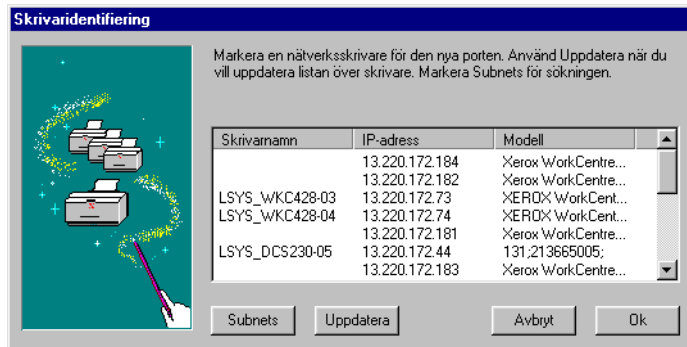 Skrivaridentifiering
Markera en nätverksskrivare för den nya porten. Använd Uppdatera när du
vill uppdatera listan över skrivare. Markera Subnets för sökningen.
Skrivarnamn IP-adress Modell
13.220.172.184 Xerox WorkCentre...
13.220.172.182 Xerox WorkCentre...
LSYS_WKC428-03 13.220.172.73 XEROX WorkCent...
LSYS_WKC428-04 13.220.172.74 XEROX WorkCent...
13.220.172.181 Xerox WorkCentre...
LSYS_DCS230-05 13.220.172.44 131;213665005;
13.220.172.183 Xerox WorkCentre...
Subnets Uppdatera Avbryt Ok